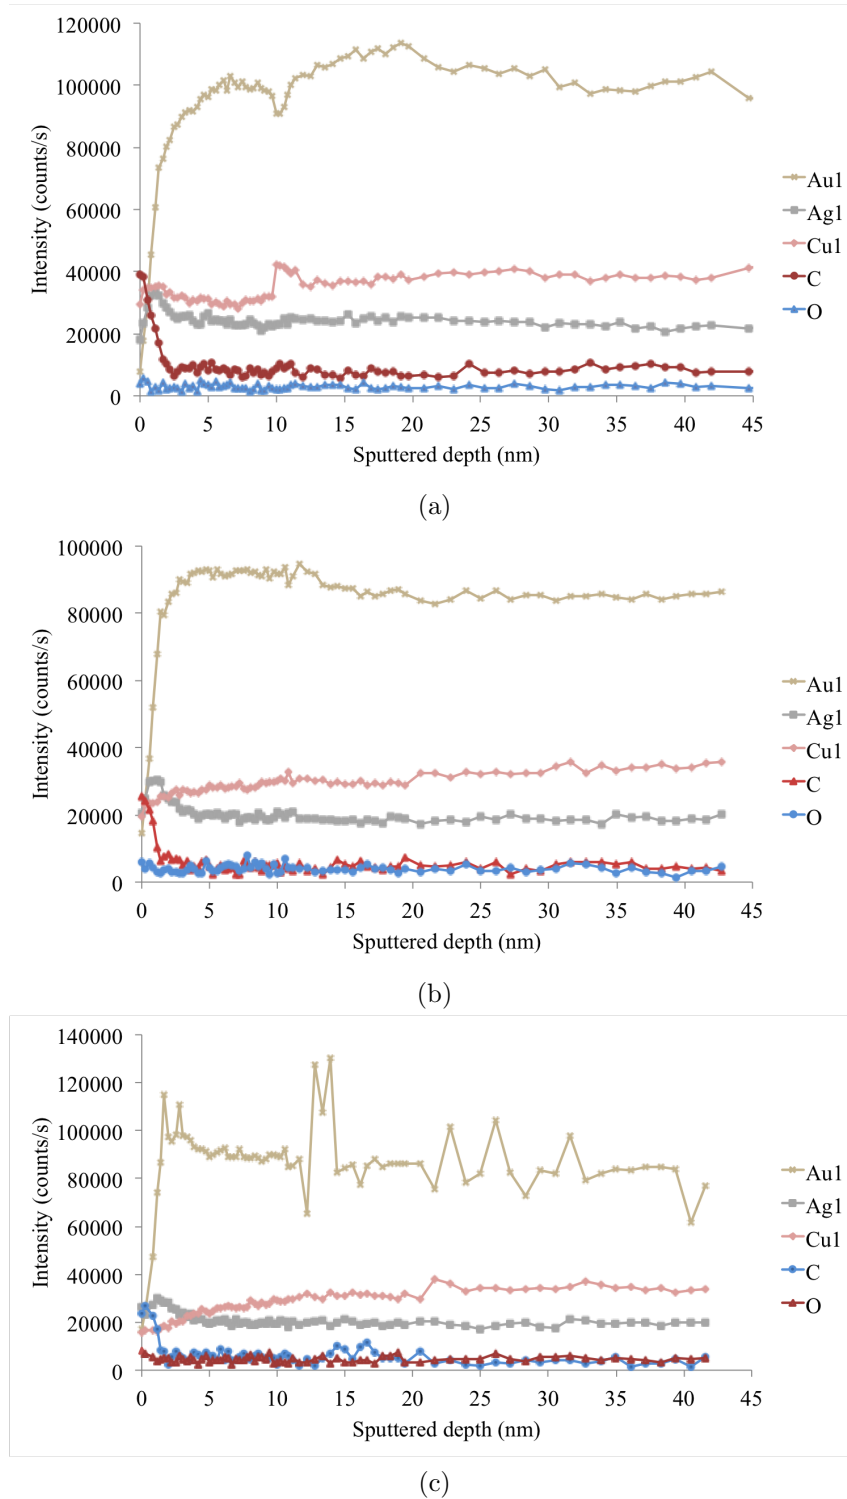 120000
100000
80000
60000
40000
20000
0
Intensity (counts/s)
0 5 10 15 20 25 30 35 40 45
Sputtered depth (nm)
Au1
Ag1
Cu1
C
O
(a)
100000
80000
60000
40000
20000
0
Intensity (counts/s)
0 5 10 15 20 25 30 35 40 45
Sputtered depth (nm)
Au1
Ag1
Cu1
C
O
(b)
140000
120000
100000
80000
60000
40000
20000
0
Intensity (counts/s)
0 5 10 15 20 25 30 35 40 45
Sputtered depth (nm)
Au1
Ag1
Cu1
C
O
(c)